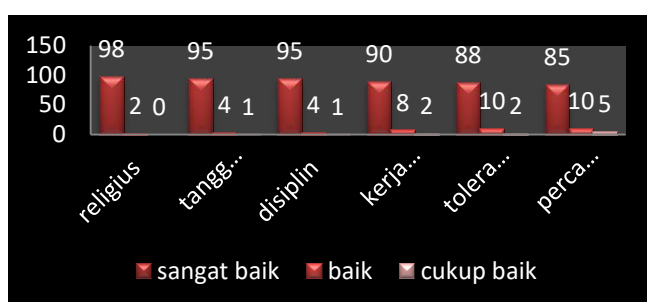 150
100
50
0
98 2 0 95 4 1 95 4 1 90 8 2 88 10 2 85 10 5
religius tangg... disiplin kerja... tolera... perca...
sangat baik baik cukup baik